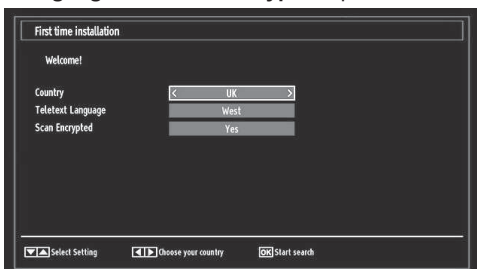 First time installation
Welcome!
Country < UK >
Teletext Language West
Scan Encrypted Yes
Select Setting Choose your country OK Start search